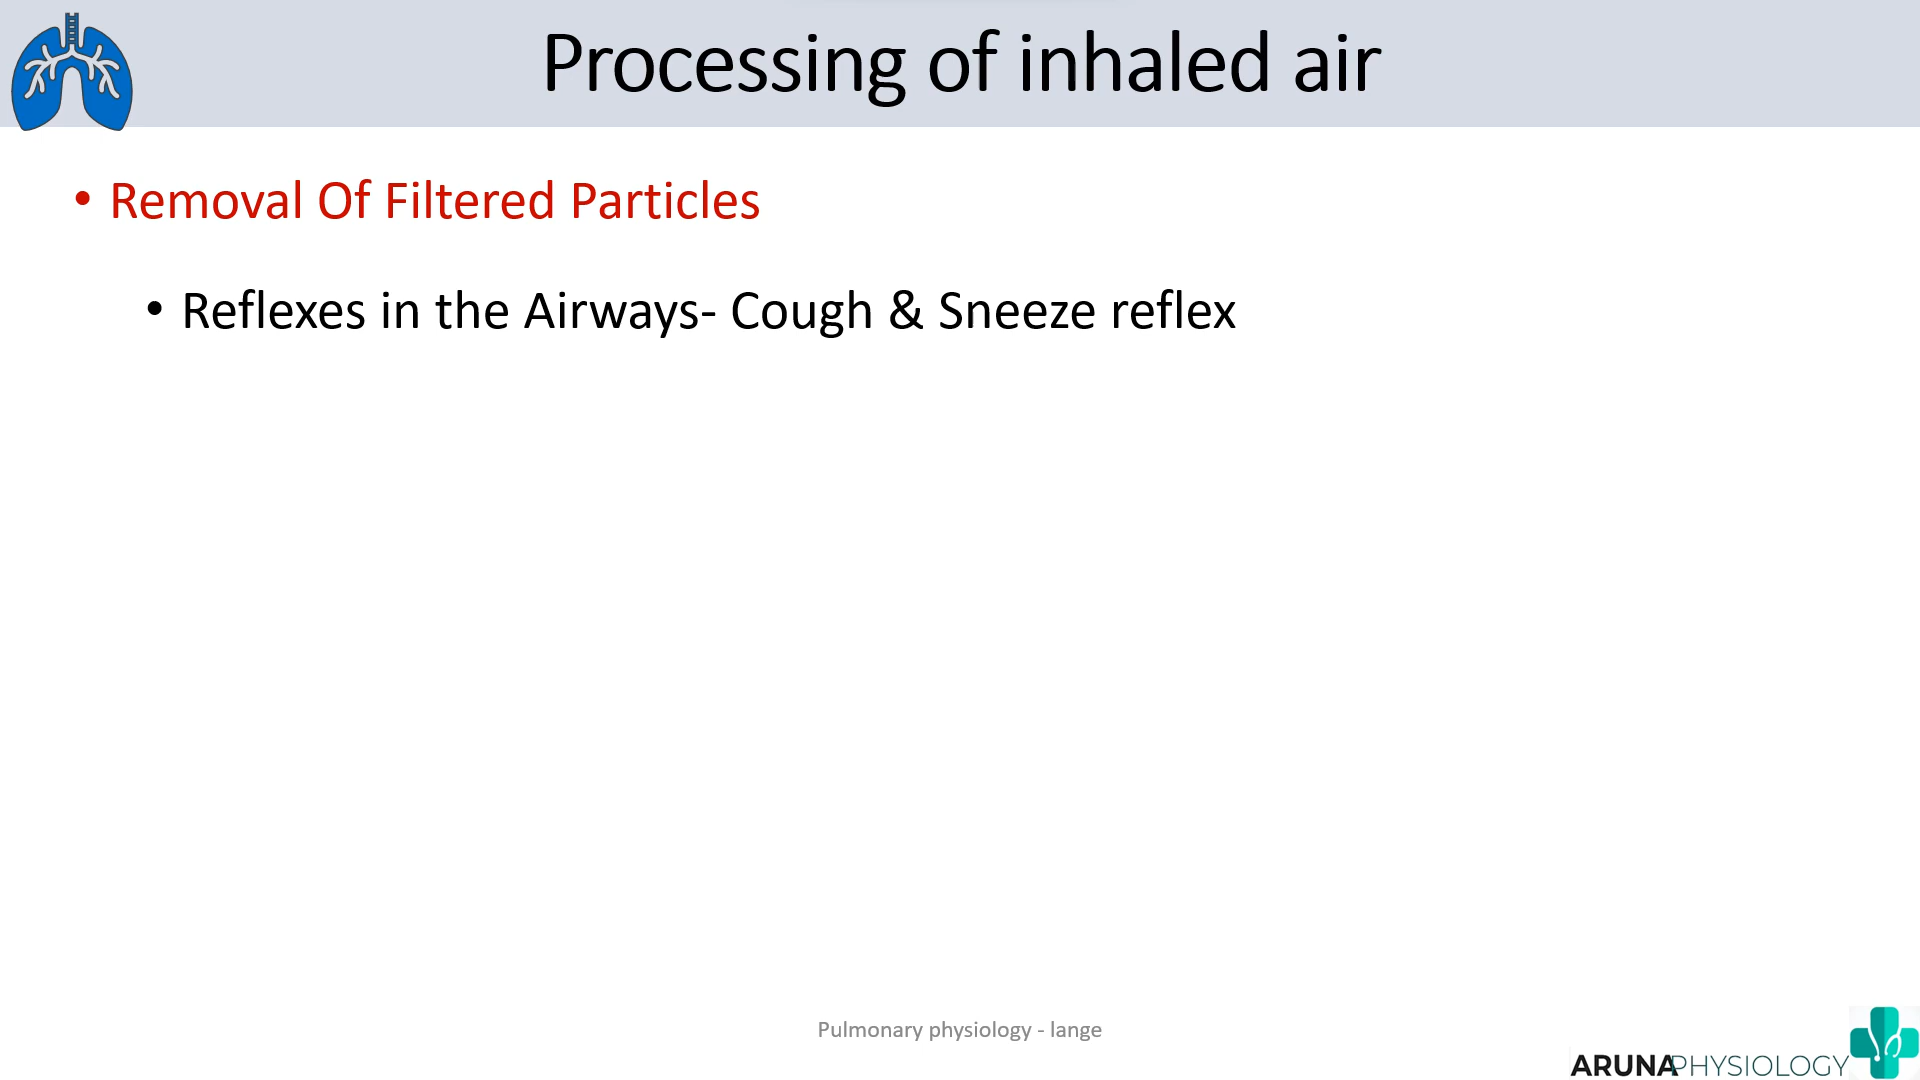 Processing of inhaled air
• Removal Of Filtered Particles
• Reflexes in the Airways- Cough & Sneeze reflex
Pulmonary physiology - lange
ARUNAPHYSIOLOGY